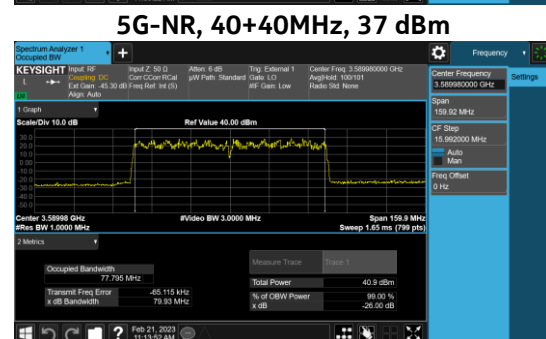 5G-NR, 40+40MHz, 37 dBm
Spectrum Analyzer 1
Occupied BW
Frequency
KEYSIGHT
Input: RF
Coupling: DC
Ext Gain: -45.30 dB
Align: Auto
Input Z: 50 Ω
Corr CCorr RCal
Freq Ref: Int (S)
Atten: 6 dB
µW Path: Standard
Trig: External 1
Gate: LO
#IF Gain: Low
Center Freq: 3.589980000 GHz
Avg|Hold: 100/101
Radio Std: None
Center Frequency
3.589980000 GHz
Settings
Span
159.92 MHz
CF Step
15.992000 MHz
Auto
Man
Freq Offset
0 Hz
1 Graph
Scale/Div 10.0 dB
Ref Value 40.00 dBm
30.0
20.0
10.0
0.0
-10.0
-20.0
-30.0
-40.0
-50.0
Center 3.58998 GHz
#Video BW 3.0000 MHz
Span 159.9 MHz
#Res BW 1.0000 MHz
Sweep 1.65 ms (799 pts)
2 Metrics
Measure Trace
Trace 1
Occupied Bandwidth
77.795 MHz
Total Power
40.9 dBm
Transmit Freq Error
-65.115 kHz
% of OBW Power
99.00 %
x dB Bandwidth
79.93 MHz
x dB
-26.00 dB
Feb 21, 2023
11:13:52 AM